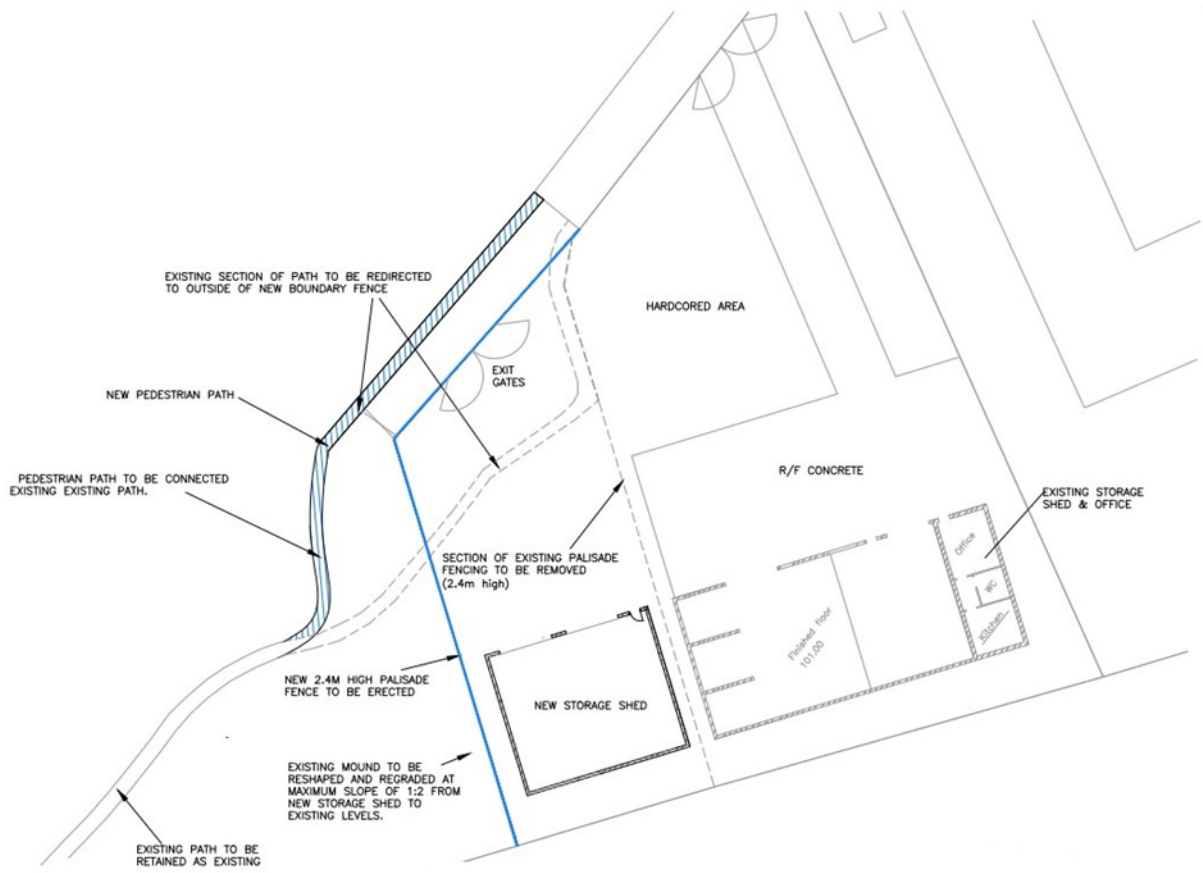 EXISTING SECTION OF PATH TO BE REDIRECTED
TO OUTSIDE OF NEW BOUNDARY FENCE
HARDCORED AREA
EXIT
GATES
NEW PEDESTRIAN PATH
PEDESTRIAN PATH TO BE CONNECTED
EXISTING EXISTING PATH.
R/F CONCRETE
EXISTING STORAGE
SHED & OFFICE
SECTION OF EXISTING PALISADE
FENCING TO BE REMOVED
(2.4m high)
Office
WC
Kitchen
Finished floor
101.00
NEW 2.4M HIGH PALISADE
FENCE TO BE ERECTED
NEW STORAGE SHED
EXISTING MOUND TO BE
RESHAPED AND REGRADED AT
MAXIMUM SLOPE OF 1:2 FROM
NEW STORAGE SHED TO
EXISTING LEVELS.
EXISTING PATH TO BE
RETAINED AS EXISTING